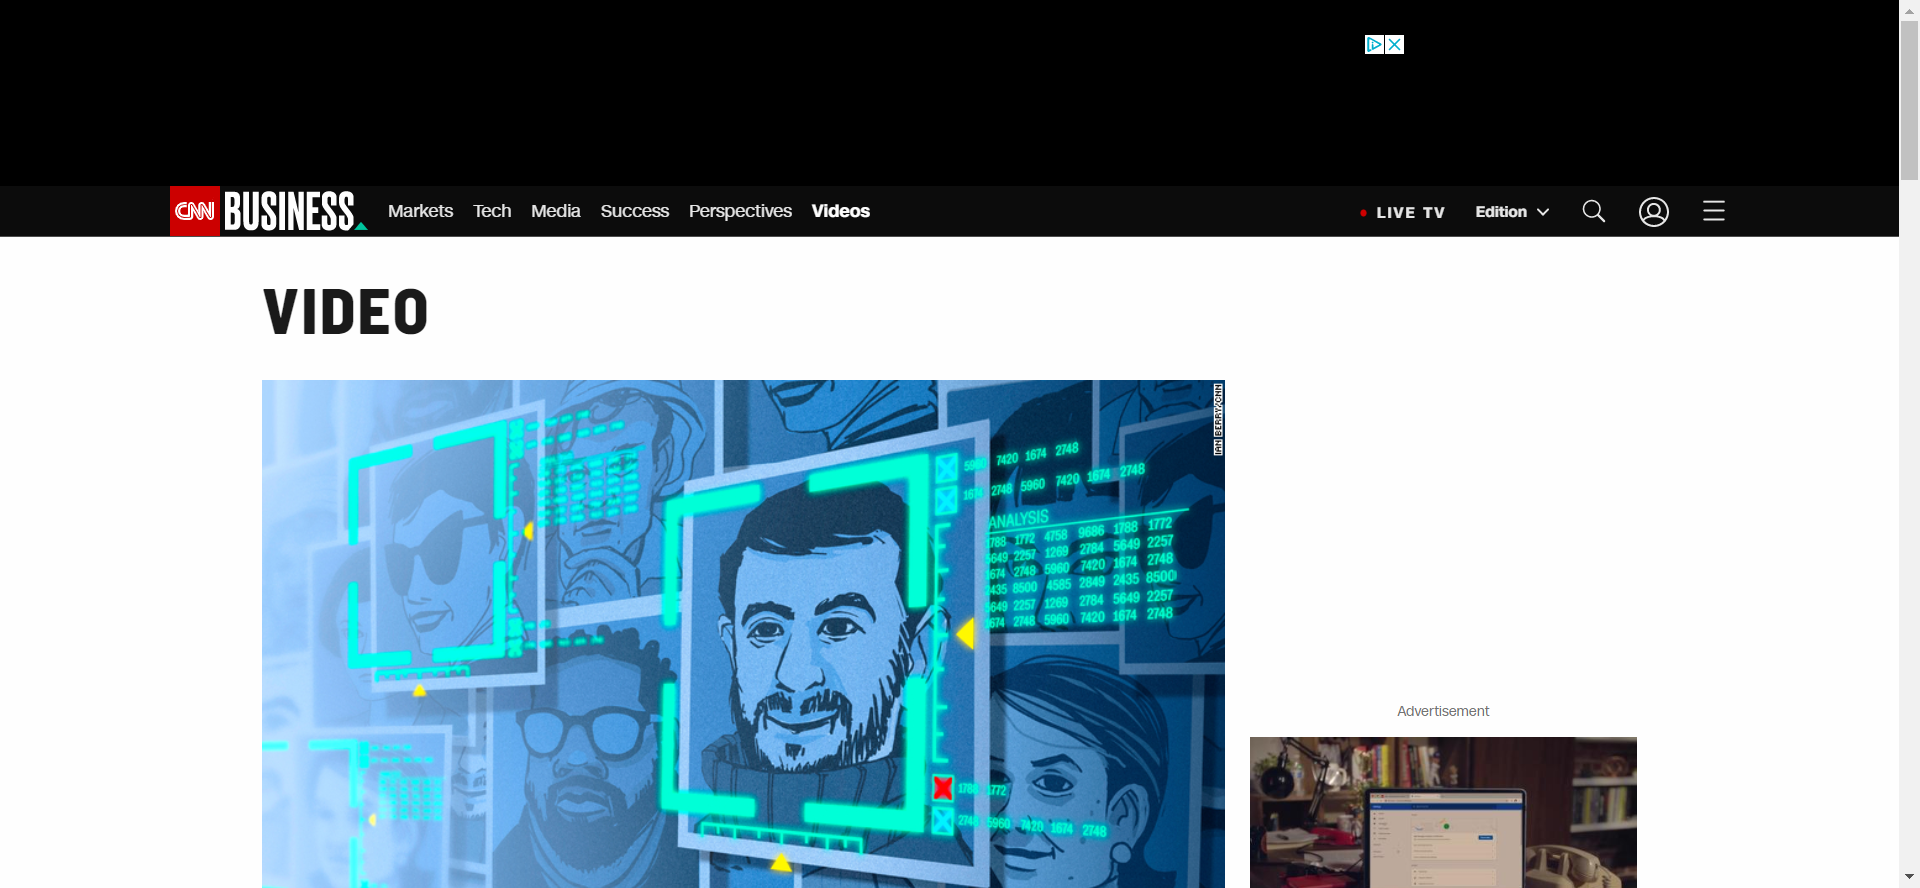 CNN BUSINESS Markets Tech Media Success Perspectives Videos LIVE TV Edition
VIDEO
IAN BERRY/CNN
5960 7420 1674 2748
1674 2748 5960 7420 1674 2748
ANALYSIS
1788 1772 4758 9686 1788 1772
5649 2257 1269 2784 5649 2257
1674 2748 5960 7420 1674 2748
2435 8500 4585 2849 2435 8500
5649 2257 1269 2784 5649 2257
1674 2748 5960 7420 1674 2748
1788 1772
2748 5960 7420 1674 2748
Advertisement